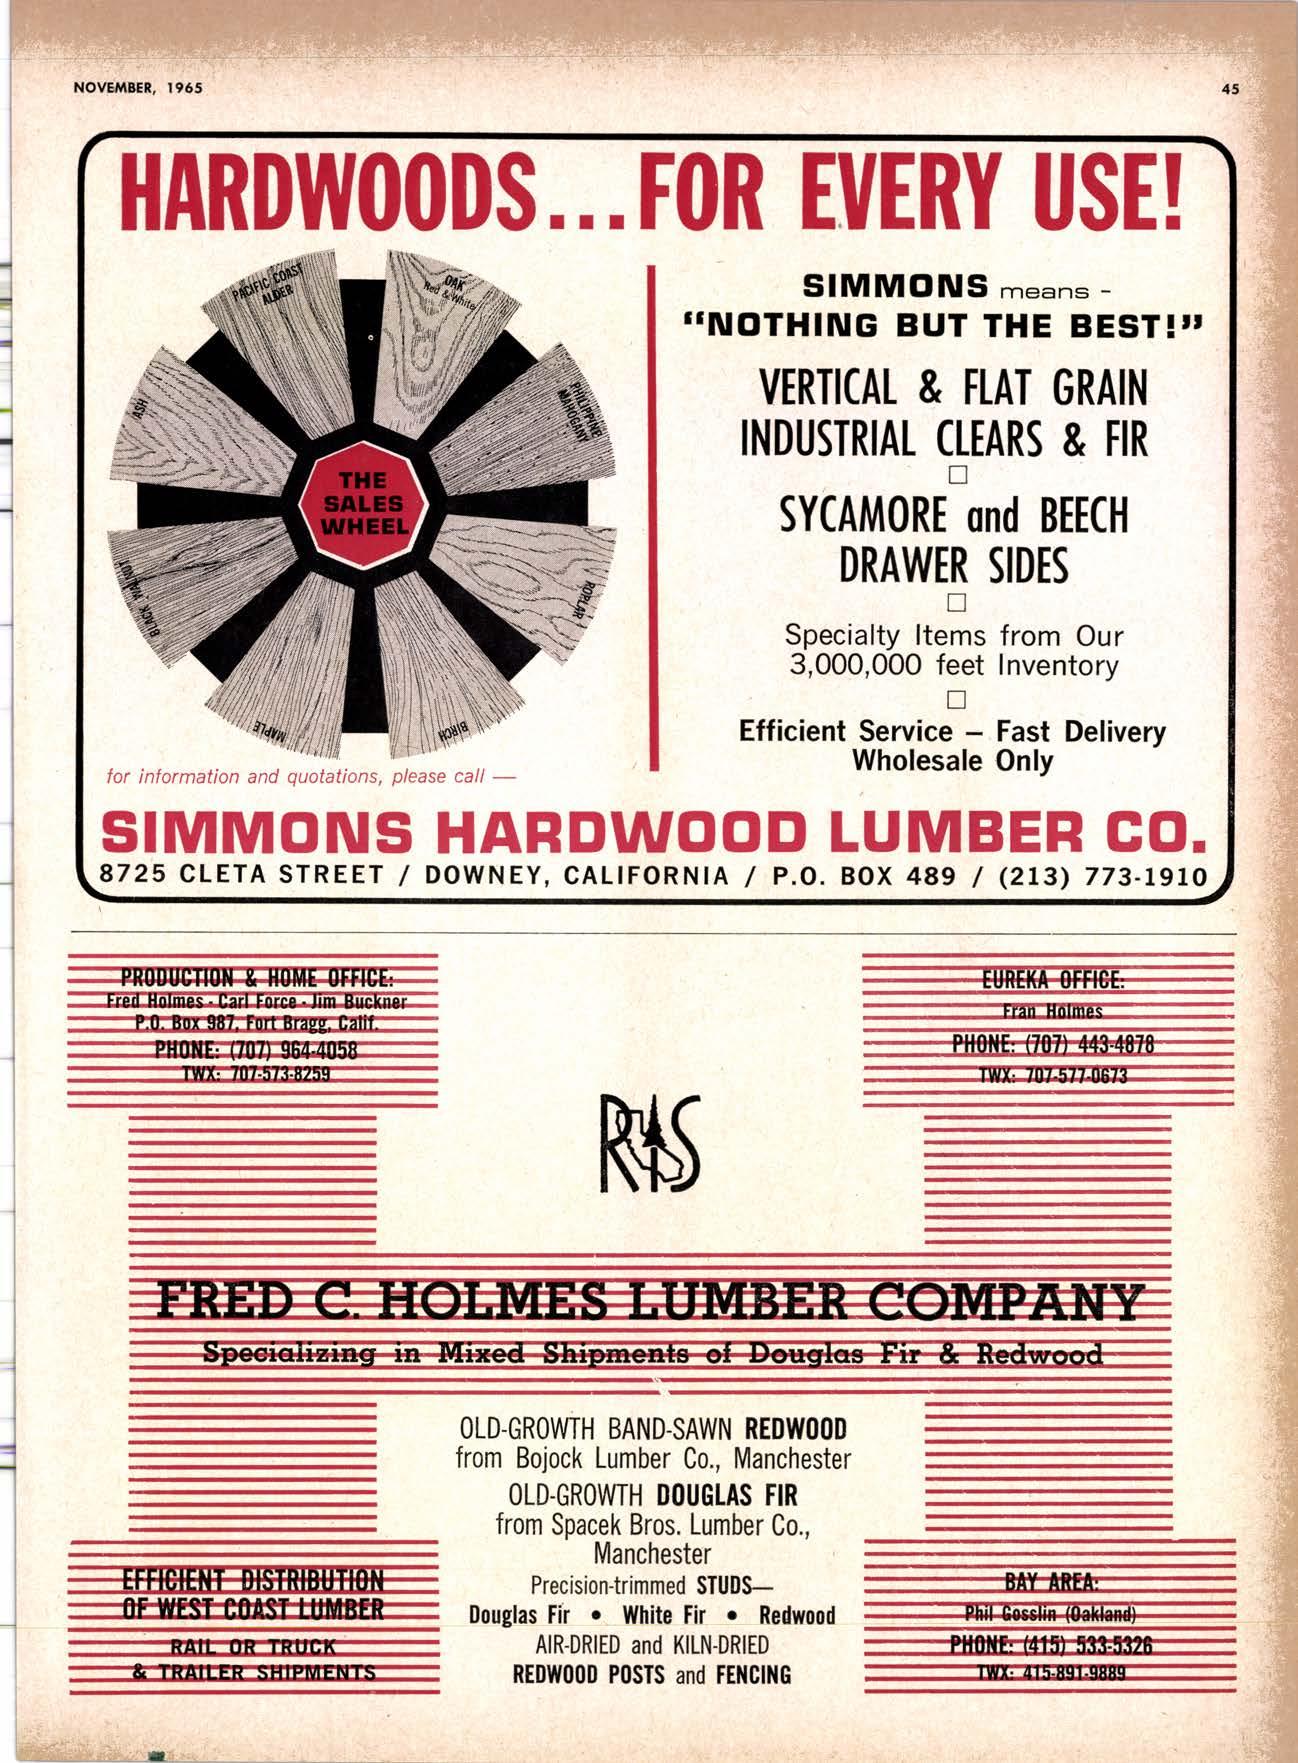 NOVEMBER, 1965
45
HARDWOODS...FOR EVERY USE!
PACIFIC COAST
ALDER
OAK
Red & White
PHILIPPINE
MAHOGANY
ASH
THE
SALES
WHEEL
BLACK WALNUT
POPLAR
MAPLE
BIRCH
for information and quotations, please call —
SIMMONS means -
“NOTHING BUT THE BEST!”
VERTICAL & FLAT GRAIN
INDUSTRIAL CLEARS & FIR
SYCAMORE and BEECH
DRAWER SIDES
Specialty Items from Our
3,000,000 feet Inventory
Efficient Service – Fast Delivery
Wholesale Only
SIMMONS HARDWOOD LUMBER CO.
8725 CLETA STREET / DOWNEY, CALIFORNIA / P.O. BOX 489 / (213) 773-1910
PRODUCTION & HOME OFFICE:
Fred Holmes - Carl Force - Jim Buckner
P.O. Box 987, Fort Bragg, Calif.
PHONE: (707) 964-4058
TWX: 707-573-8259
EUREKA OFFICE:
Fran Holmes
PHONE: (707) 443-4878
TWX: 707-577-0673
RIS
FRED C. HOLMES LUMBER COMPANY
Specializing in Mixed Shipments of Douglas Fir & Redwood
OLD-GROWTH BAND-SAWN REDWOOD
from Bojock Lumber Co., Manchester
OLD-GROWTH DOUGLAS FIR
from Spacek Bros. Lumber Co.,
Manchester
Precision-trimmed STUDS—
Douglas Fir • White Fir • Redwood
AIR-DRIED and KILN-DRIED
REDWOOD POSTS and FENCING
EFFICIENT DISTRIBUTION
OF WEST COAST LUMBER
RAIL OR TRUCK
& TRAILER SHIPMENTS
BAY AREA:
Phil Gosslin (Oakland)
PHONE: (415) 533-5326
TWX: 415-891-9889